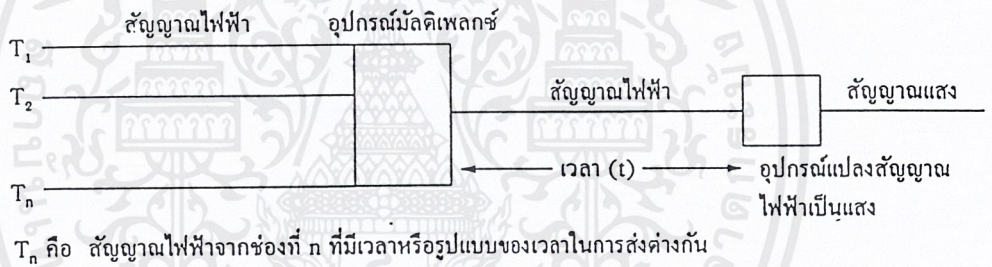 สัญญาณไฟฟ้า อุปกรณ์มัลติเพลกซ์
T1
T2
สัญญาณไฟฟ้า สัญญาณแสง
เวลา (t) อุปกรณ์แปลงสัญญาณ
Tn
ไฟฟ้าเป็นแสง
Tn คือ สัญญาณไฟฟ้าจากช่องที่ n ที่มีเวลาหรือรูปแบบของเวลาในการส่งต่างกัน